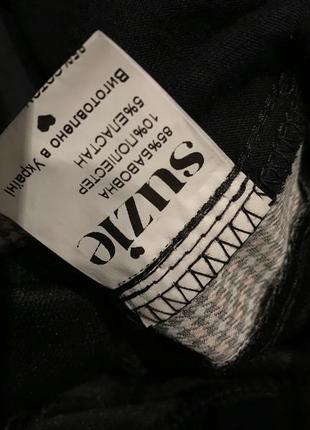 suzie
85%БАВОВНА
10%ПОЛІЕСТЕР
5%ЕЛАСТАН
Виготовлено в Україні